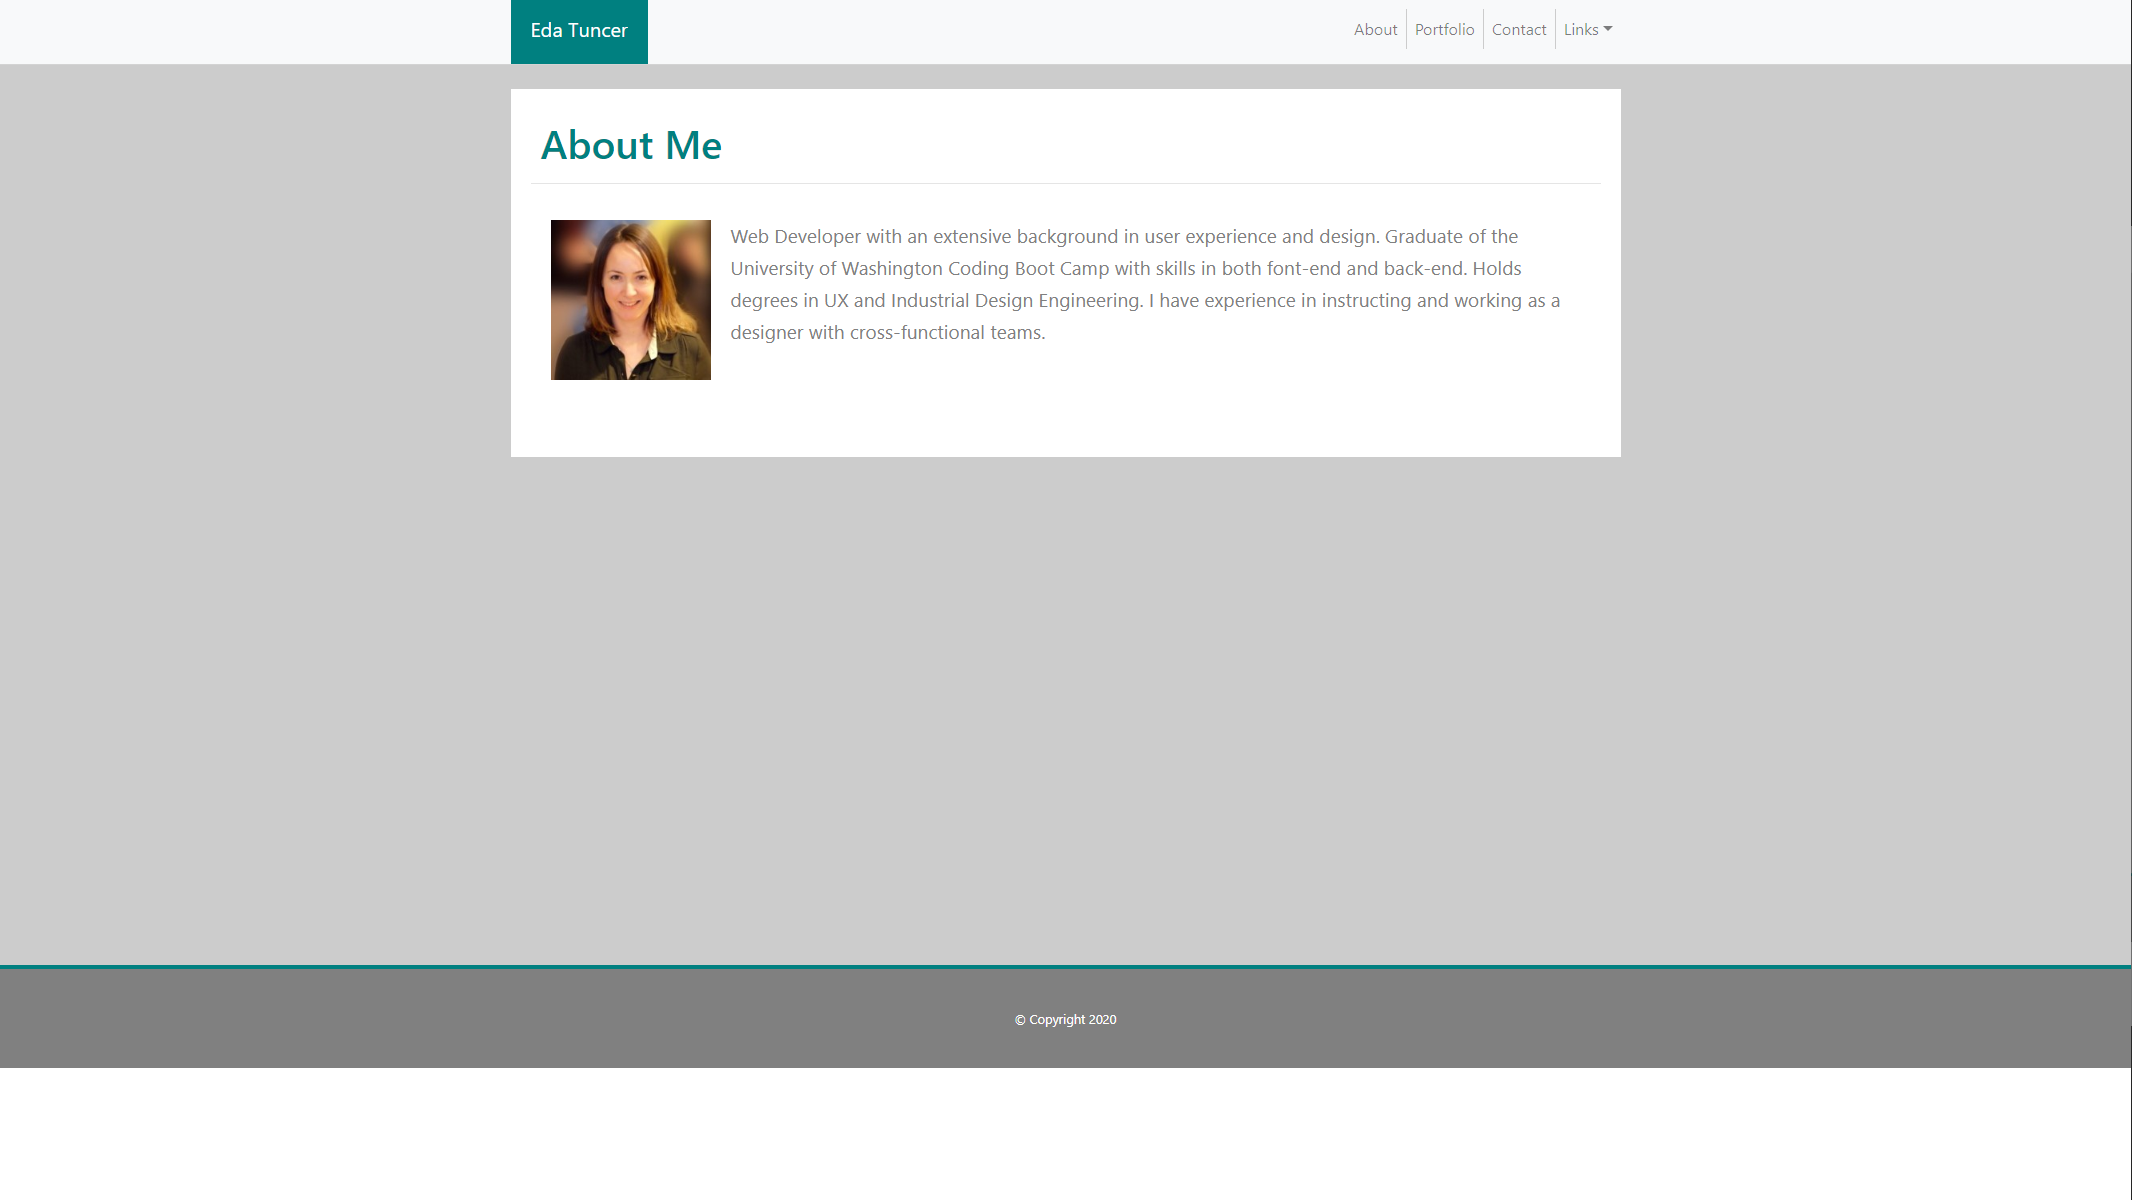 Eda Tuncer
About
Portfolio
Contact
Links
About Me
Web Developer with an extensive background in user experience and design. Graduate of the
University of Washington Coding Boot Camp with skills in both font-end and back-end. Holds
degrees in UX and Industrial Design Engineering. I have experience in instructing and working as a
designer with cross-functional teams.
© Copyright 2020